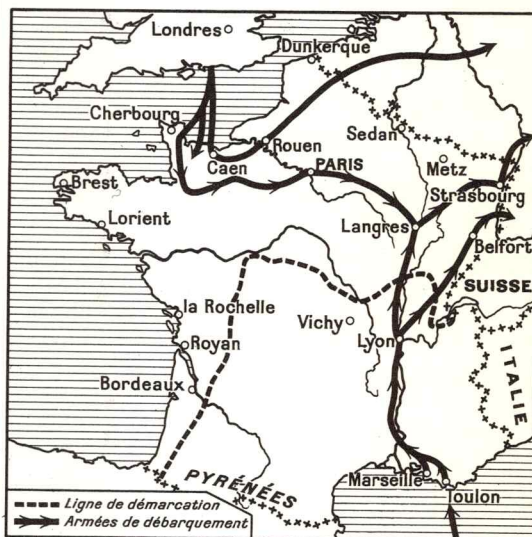 Londres
Dunkerque
Cherbourg
Sedan
Rouen
Caen
PARIS
Metz
Brest
Strasbourg
Lorient
Langres
Belfort
SUISSE
la Rochelle
Vichy
Lyon
Royan
ITALIE
Bordeaux
PYRÉNÉES
Marseille
Toulon
Ligne de démarcation
Armées de débarquement